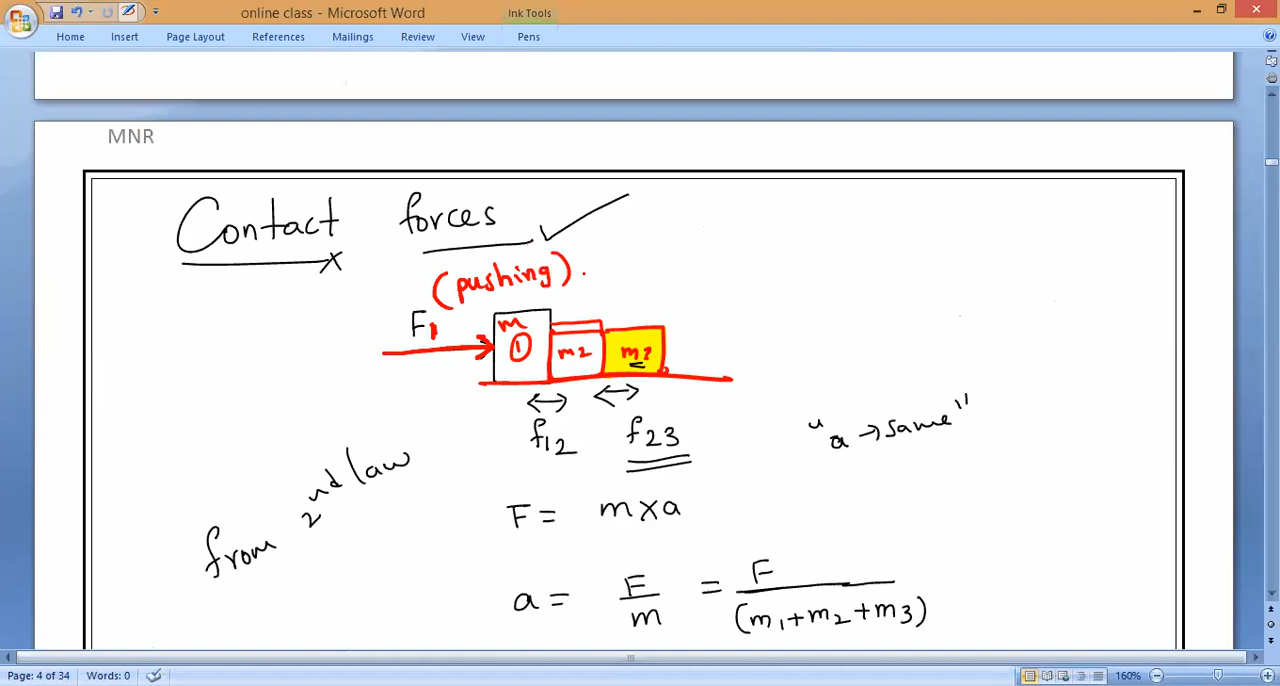 online class - Microsoft Word
Ink Tools
Home Insert Page Layout References Mailings Review View Pens
MNR
Contact forces
(pushing).
F1
m
①
m2
m3
f12
f23
"a → same"
from 2nd law
F = m × a
a = F/m = F/(m1+m2+m3)
Page: 4 of 34 Words: 0
160%